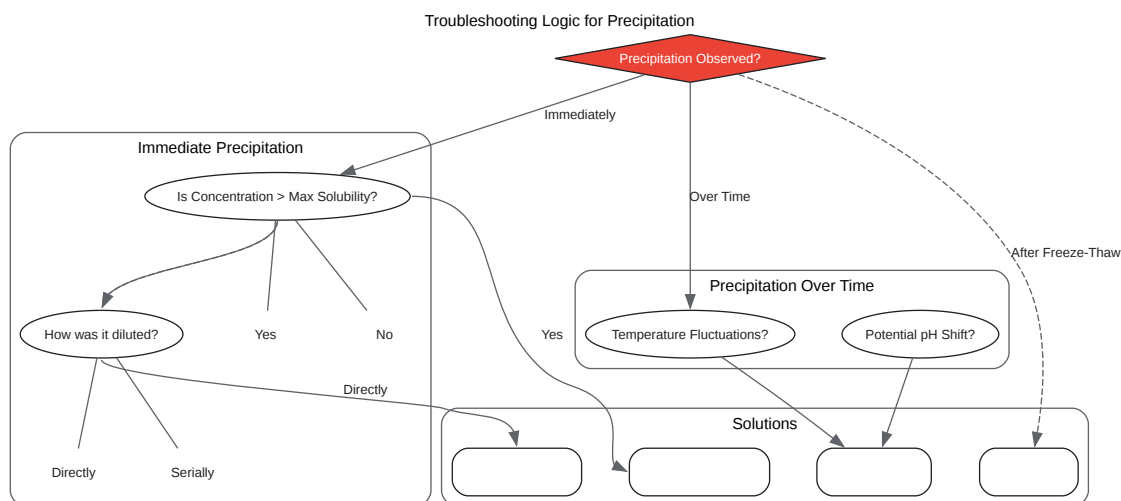 Troubleshooting Logic for Precipitation
Precipitation Observed?
Immediately
Immediate Precipitation
Is Concentration > Max Solubility?
Over Time
After Freeze-Thaw
Precipitation Over Time
How was it diluted?
Yes
No
Yes
Temperature Fluctuations?
Potential pH Shift?
Directly
Solutions
Directly
Serially